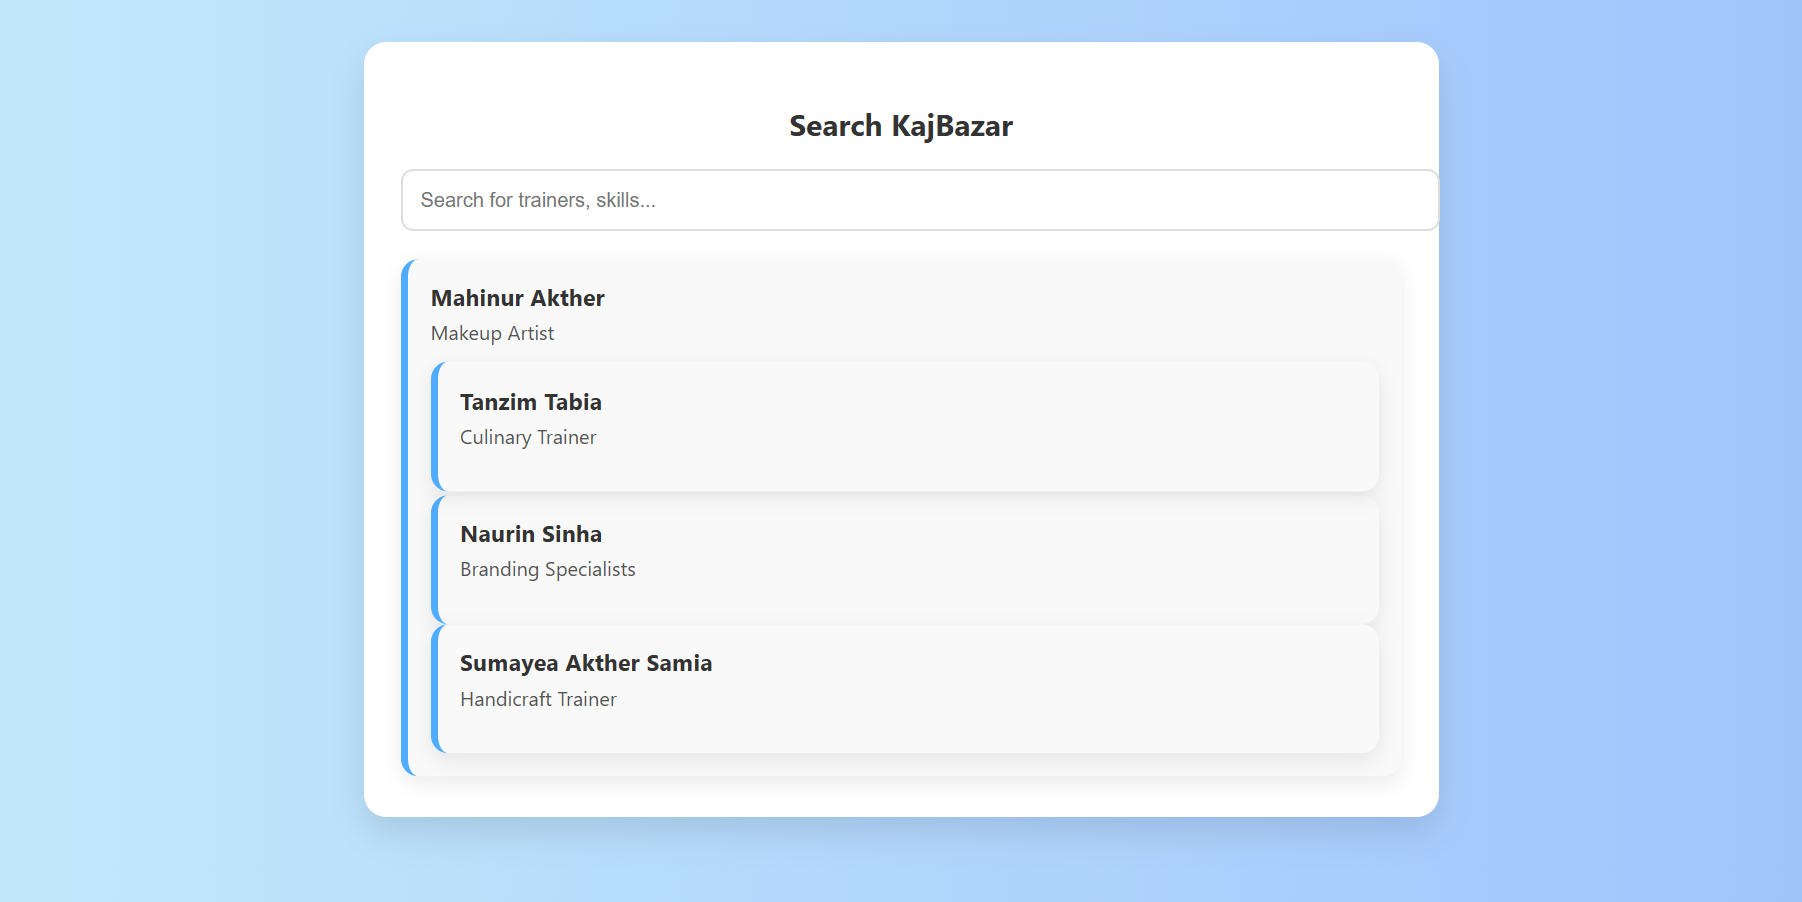 Search KajBazar
Search for trainers, skills...
Mahinur Akther
Makeup Artist
Tanzim Tabia
Culinary Trainer
Naurin Sinha
Branding Specialists
Sumayea Akther Samia
Handicraft Trainer